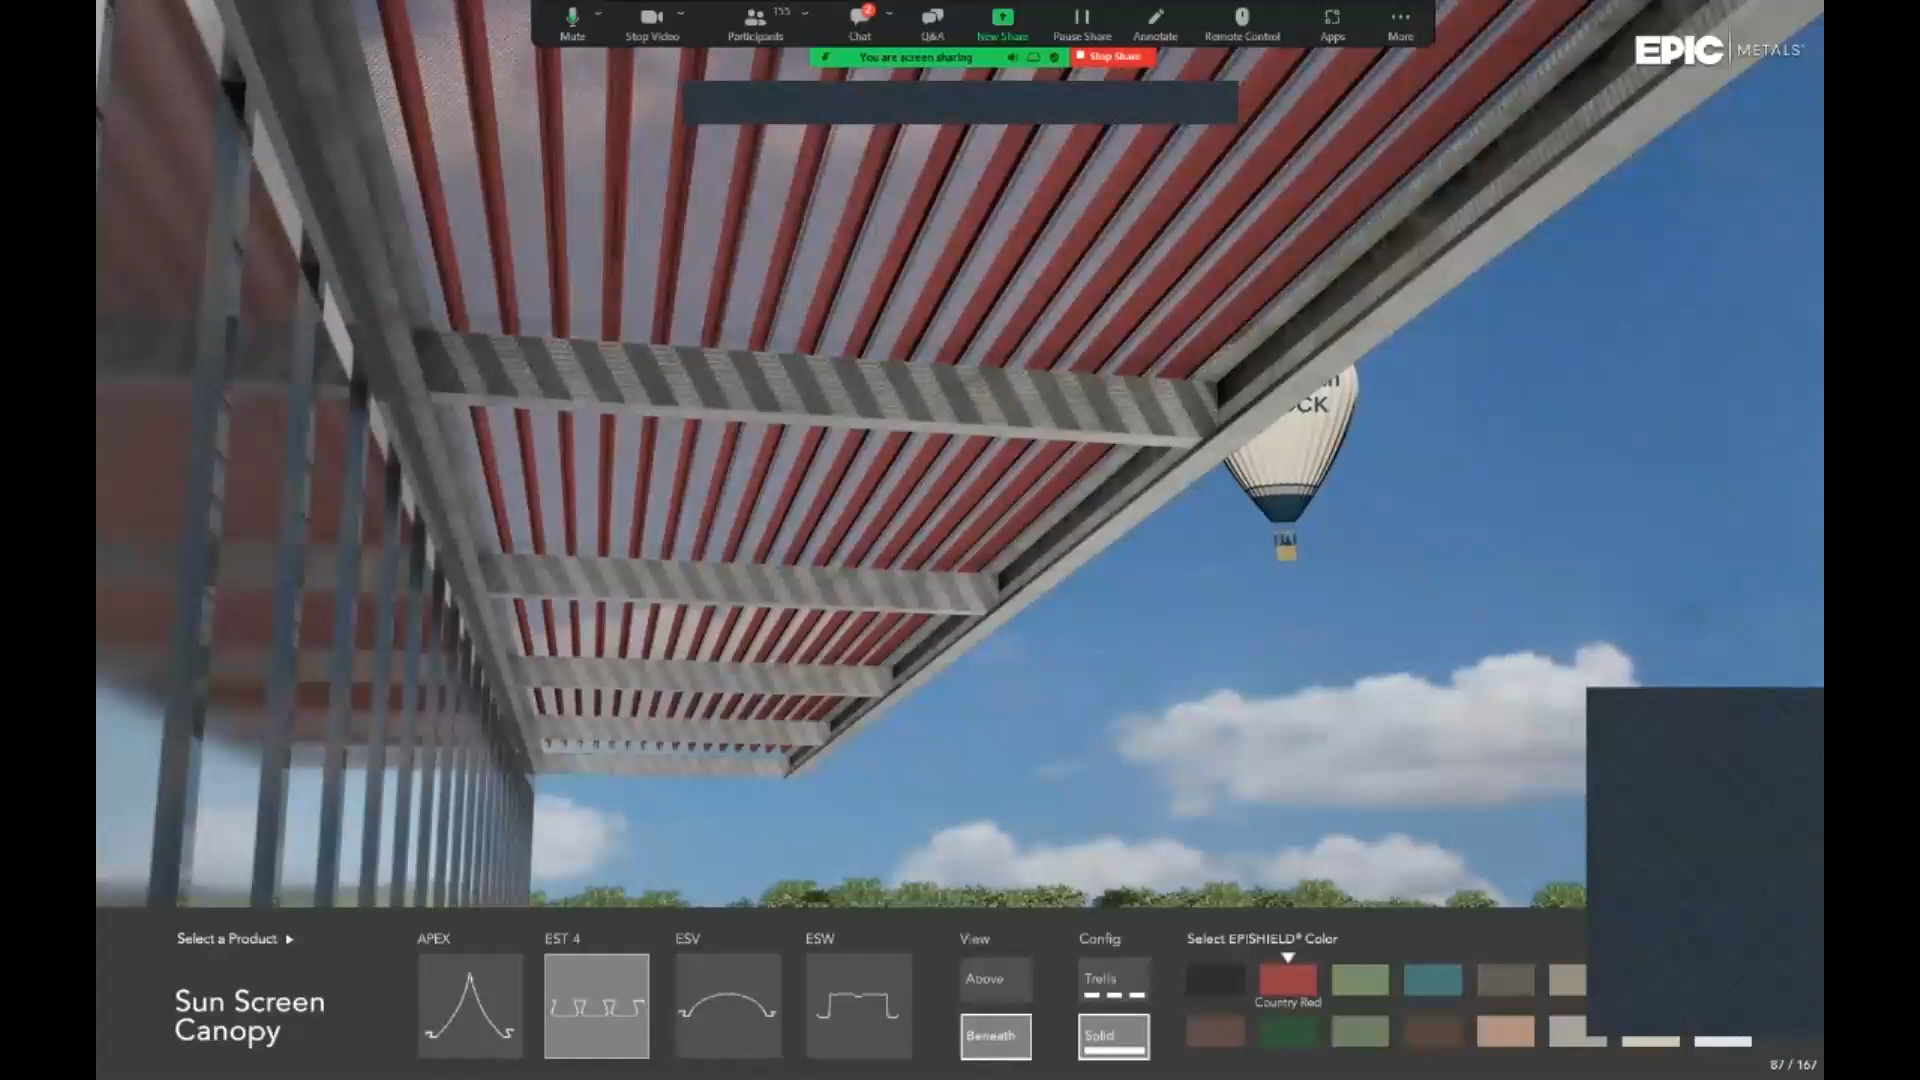 Mute
Stop Video
Participants
155
Chat
2
Q&A
New Share
Pause Share
Annotate
Remote Control
Apps
More
You are screen sharing
Stop Share
EPIC METALS
CK
Select a Product
Sun Screen
Canopy
APEX
EST 4
ESV
ESW
View
Above
Beneath
Config
Trellis
Solid
Select EPISHIELD® Color
Country Red
87 / 167